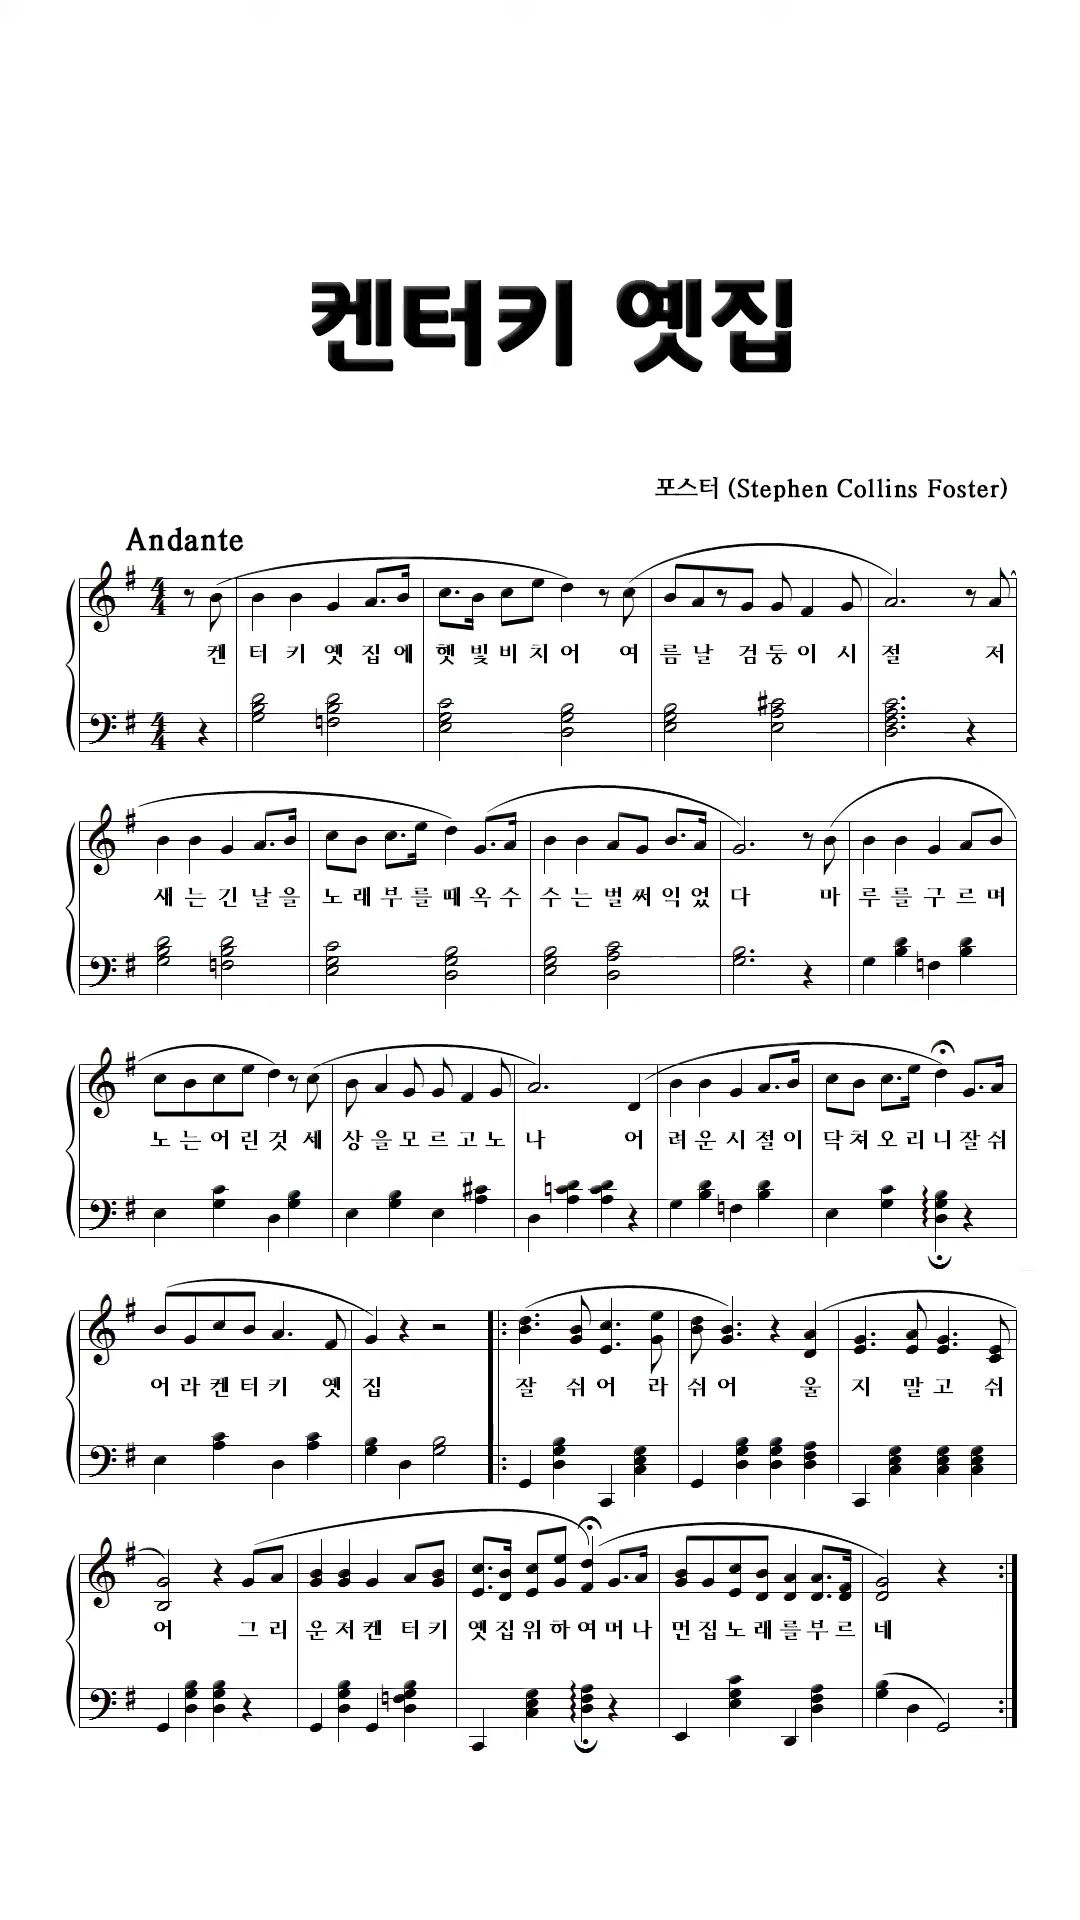 켄터키 옛집
포스터 (Stephen Collins Foster)
Andante
켄 터 키 옛 집 에 햇 빛 비 치 어 여 름 날 검 둥 이 시 절 저
새 는 긴 날 을 노 래 부 를 때 옥 수 수 는 벌 써 익 었 다 마 루 를 구 르 며
노 는 어 린 것 세 상 을 모 르 고 노 나 어 려 운 시 절 이 닥 쳐 오 리 니 잘 쉬
어 라 켄 터 키 옛 집 잘 쉬 어 라 쉬 어 울 지 말 고 쉬
어 그 리 운 저 켄 터 키 옛 집 위 하 여 머 나 먼 집 노 래 를 부 르 네